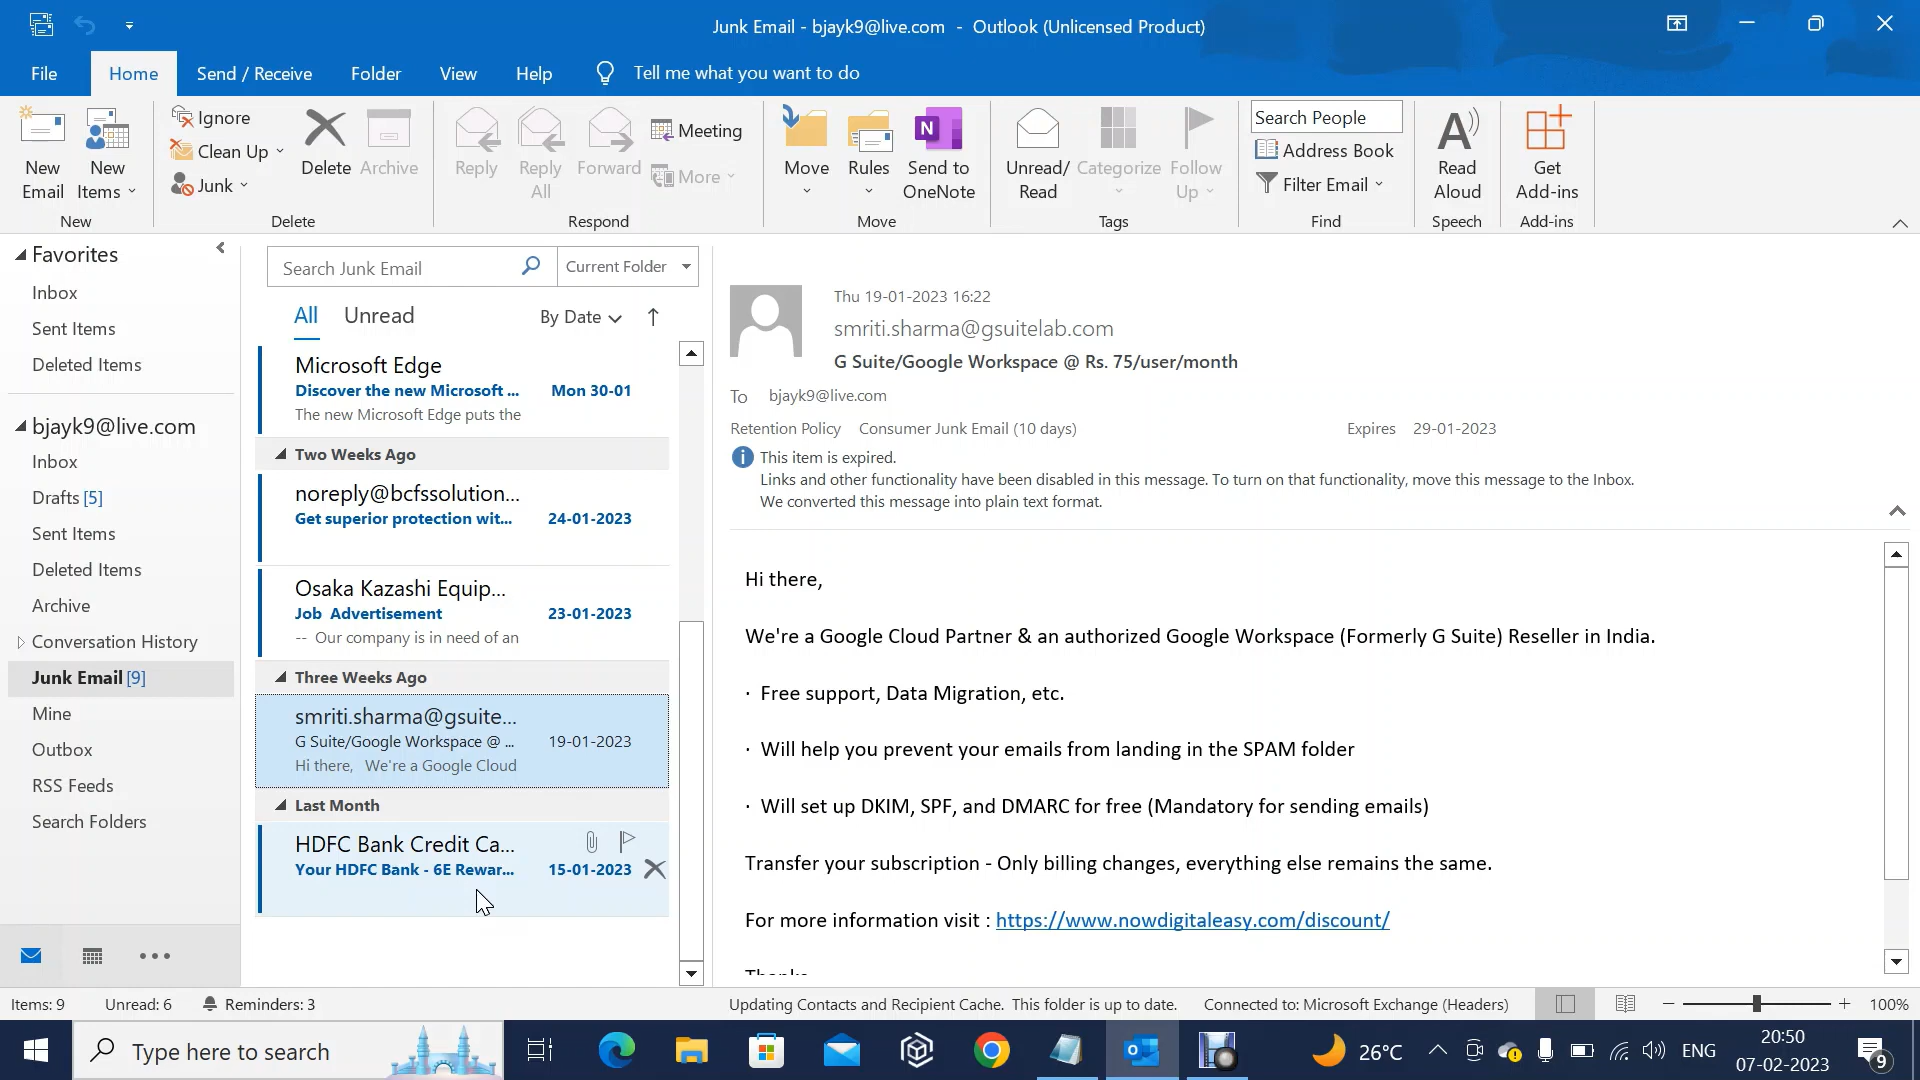 Junk Email - bjayk9@live.com - Outlook (Unlicensed Product)
File
Home
Send / Receive
Folder
View
Help
Tell me what you want to do
New Email
New Items
New
Ignore
Clean Up
Junk
Delete
Archive
Delete
Reply
Reply All
Forward
Meeting
More
Respond
Move
Rules
Send to OneNote
Move
Unread/ Read
Categorize
Follow Up
Tags
Search People
Address Book
Filter Email
Find
Read Aloud
Speech
Get Add-ins
Add-ins
Favorites
Inbox
Sent Items
Deleted Items
bjayk9@live.com
Inbox
Drafts [5]
Sent Items
Deleted Items
Archive
Conversation History
Junk Email [9]
Mine
Outbox
RSS Feeds
Search Folders
Search Junk Email
Current Folder
All
Unread
By Date
Microsoft Edge
Discover the new Microsoft ... Mon 30-01
The new Microsoft Edge puts the
Two Weeks Ago
noreply@bcfssolution...
Get superior protection wit... 24-01-2023
Osaka Kazashi Equip...
Job Advertisement 23-01-2023
-- Our company is in need of an
Three Weeks Ago
smriti.sharma@gsuite...
G Suite/Google Workspace @ ... 19-01-2023
Hi there, We're a Google Cloud
Last Month
HDFC Bank Credit Ca...
Your HDFC Bank - 6E Rewar... 15-01-2023
Thu 19-01-2023 16:22
smriti.sharma@gsuitelab.com
G Suite/Google Workspace @ Rs. 75/user/month
To bjayk9@live.com
Retention Policy Consumer Junk Email (10 days) Expires 29-01-2023
This item is expired.
Links and other functionality have been disabled in this message. To turn on that functionality, move this message to the Inbox.
We converted this message into plain text format.
Hi there,
We're a Google Cloud Partner & an authorized Google Workspace (Formerly G Suite) Reseller in India.
· Free support, Data Migration, etc.
· Will help you prevent your emails from landing in the SPAM folder
· Will set up DKIM, SPF, and DMARC for free (Mandatory for sending emails)
Transfer your subscription - Only billing changes, everything else remains the same.
For more information visit : https://www.nowdigitaleasy.com/discount/
Thanks
Items: 9
Unread: 6
Reminders: 3
Updating Contacts and Recipient Cache. This folder is up to date.
Connected to: Microsoft Exchange (Headers)
100%
Type here to search
26°C
ENG
20:50
07-02-2023
9